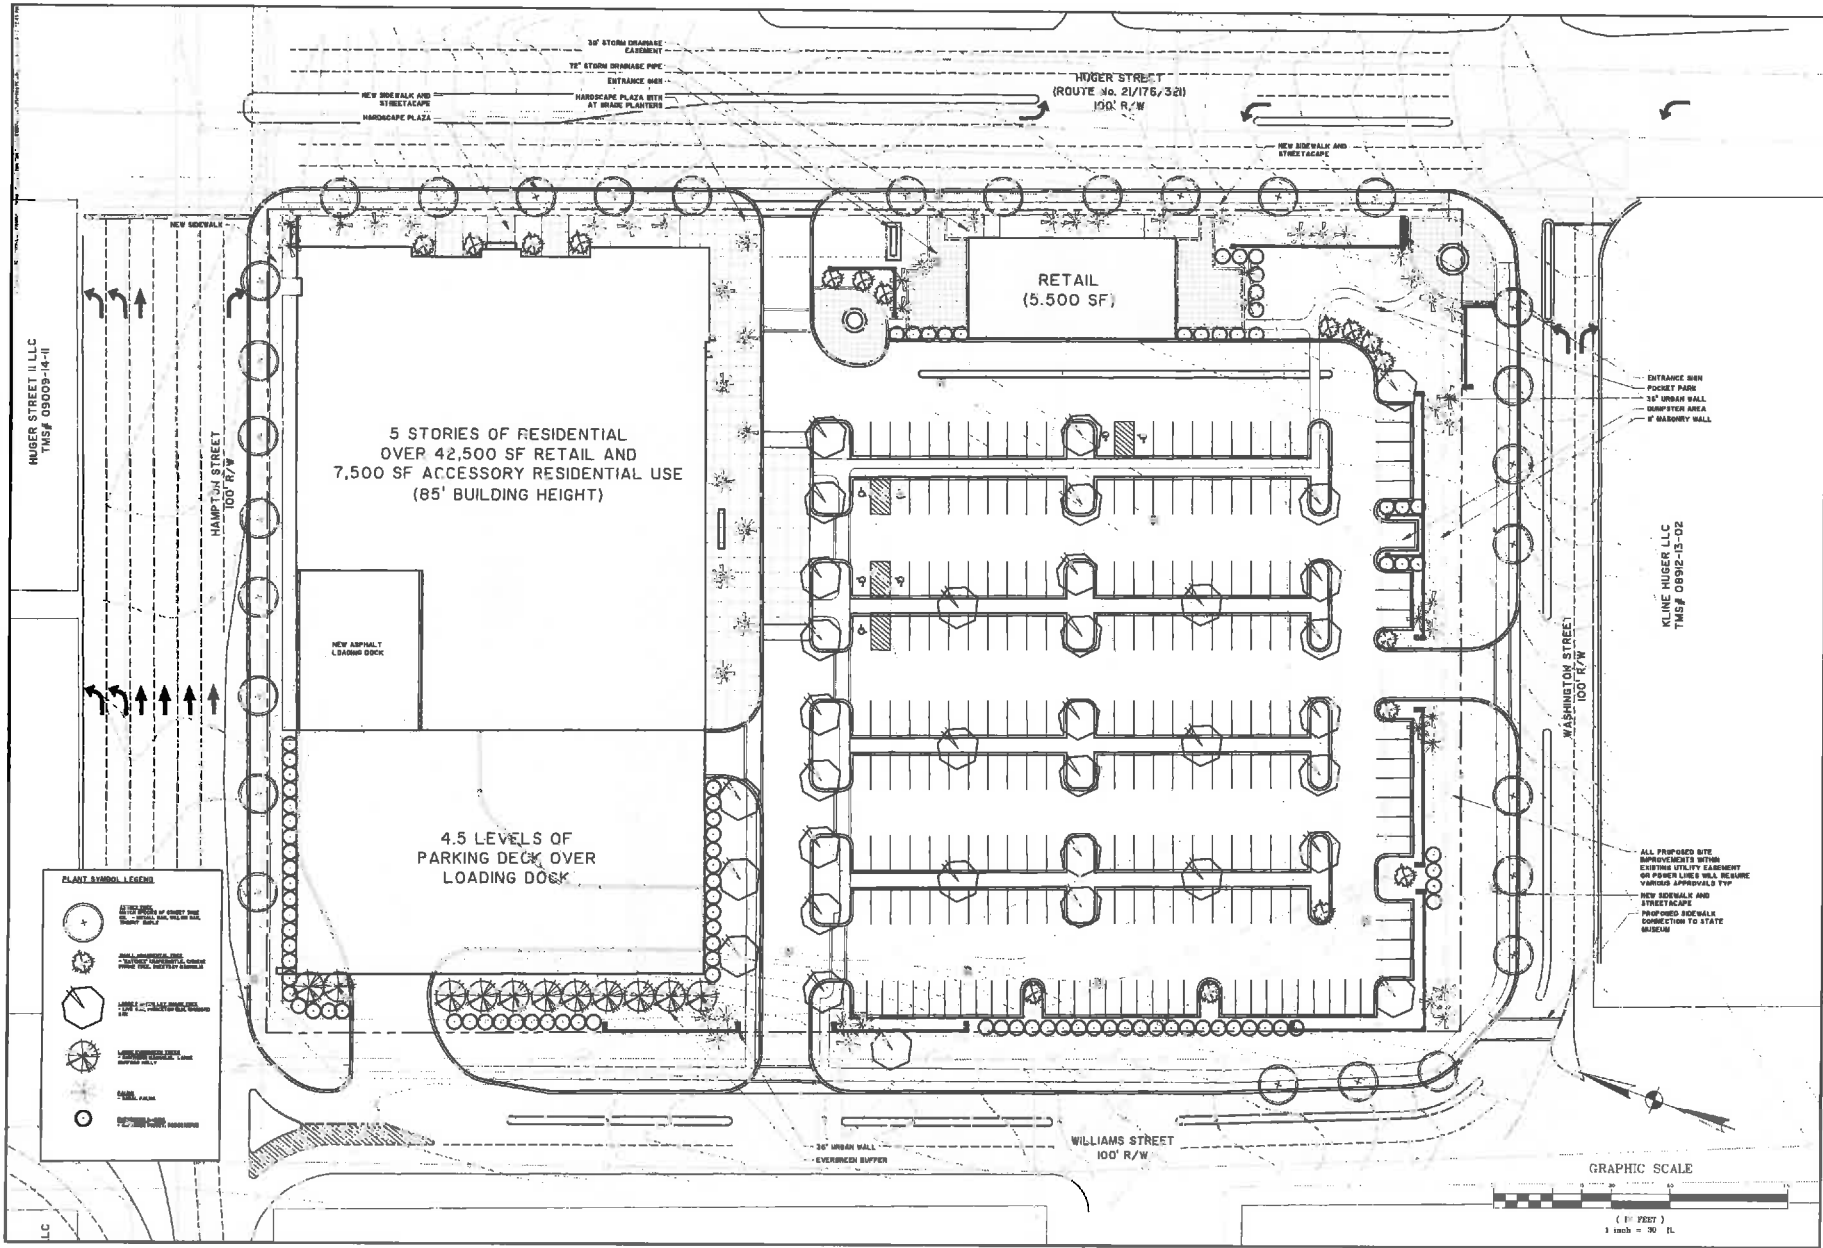 30' STORM DRAINAGE
EASEMENT
72" STORM DRAINAGE PIPE
ENTRANCE SIGN
HARDSCAPE PLAZA WITH
AT GRADE PLANTERS
NEW SIDEWALK AND
STREETSCAPE
HARDSCAPE PLAZA
HUGER STREET
(ROUTE No. 21/176/321)
100' R/W
NEW SIDEWALK AND
STREETSCAPE
NEW SIDEWALK
RETAIL
(5.500 SF)
HUGER STREET II LLC
TMS# 09009-14-11
HAMPTON STREET
100' R/W
5 STORIES OF RESIDENTIAL
OVER 42,500 SF RETAIL AND
7,500 SF ACCESSORY RESIDENTIAL USE
(85' BUILDING HEIGHT)
ENTRANCE SIGN
POCKET PARK
36" URBAN WALL
DUMPSTER AREA
8' MASONRY WALL
KLINE HUGER LLC
TMS# 08912-13-02
WASHINGTON STREET
100' R/W
NEW ASPHALT
LOADING DOCK
4.5 LEVELS OF
PARKING DECK OVER
LOADING DOCK
ALL PROPOSED SITE
IMPROVEMENTS WITHIN
EXISTING UTILITY EASEMENT
OR POWER LINES WILL REQUIRE
VARIOUS APPROVALS TYP
NEW SIDEWALK AND
STREETSCAPE
PROPOSED SIDEWALK
CONNECTION TO STATE
MUSEUM
PLANT SYMBOL LEGEND
36" URBAN WALL
EVERGREEN BUFFER
WILLIAMS STREET
100' R/W
GRAPHIC SCALE
( IN FEET )
1 inch = 30 ft.
LLC